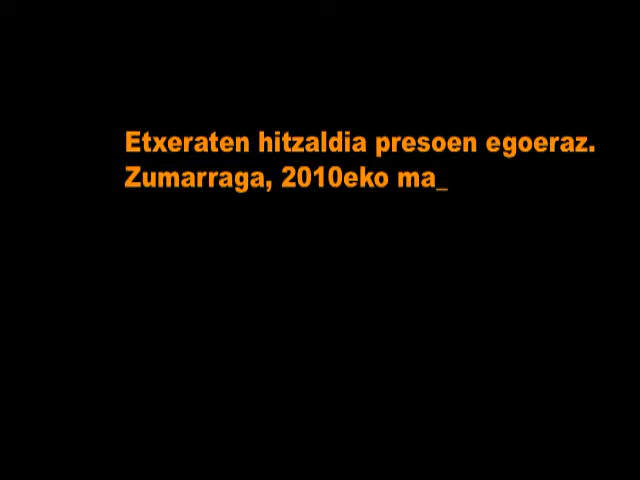 Etxeraten hitzaldia presoen egoeraz.
Zumarraga, 2010eko ma_